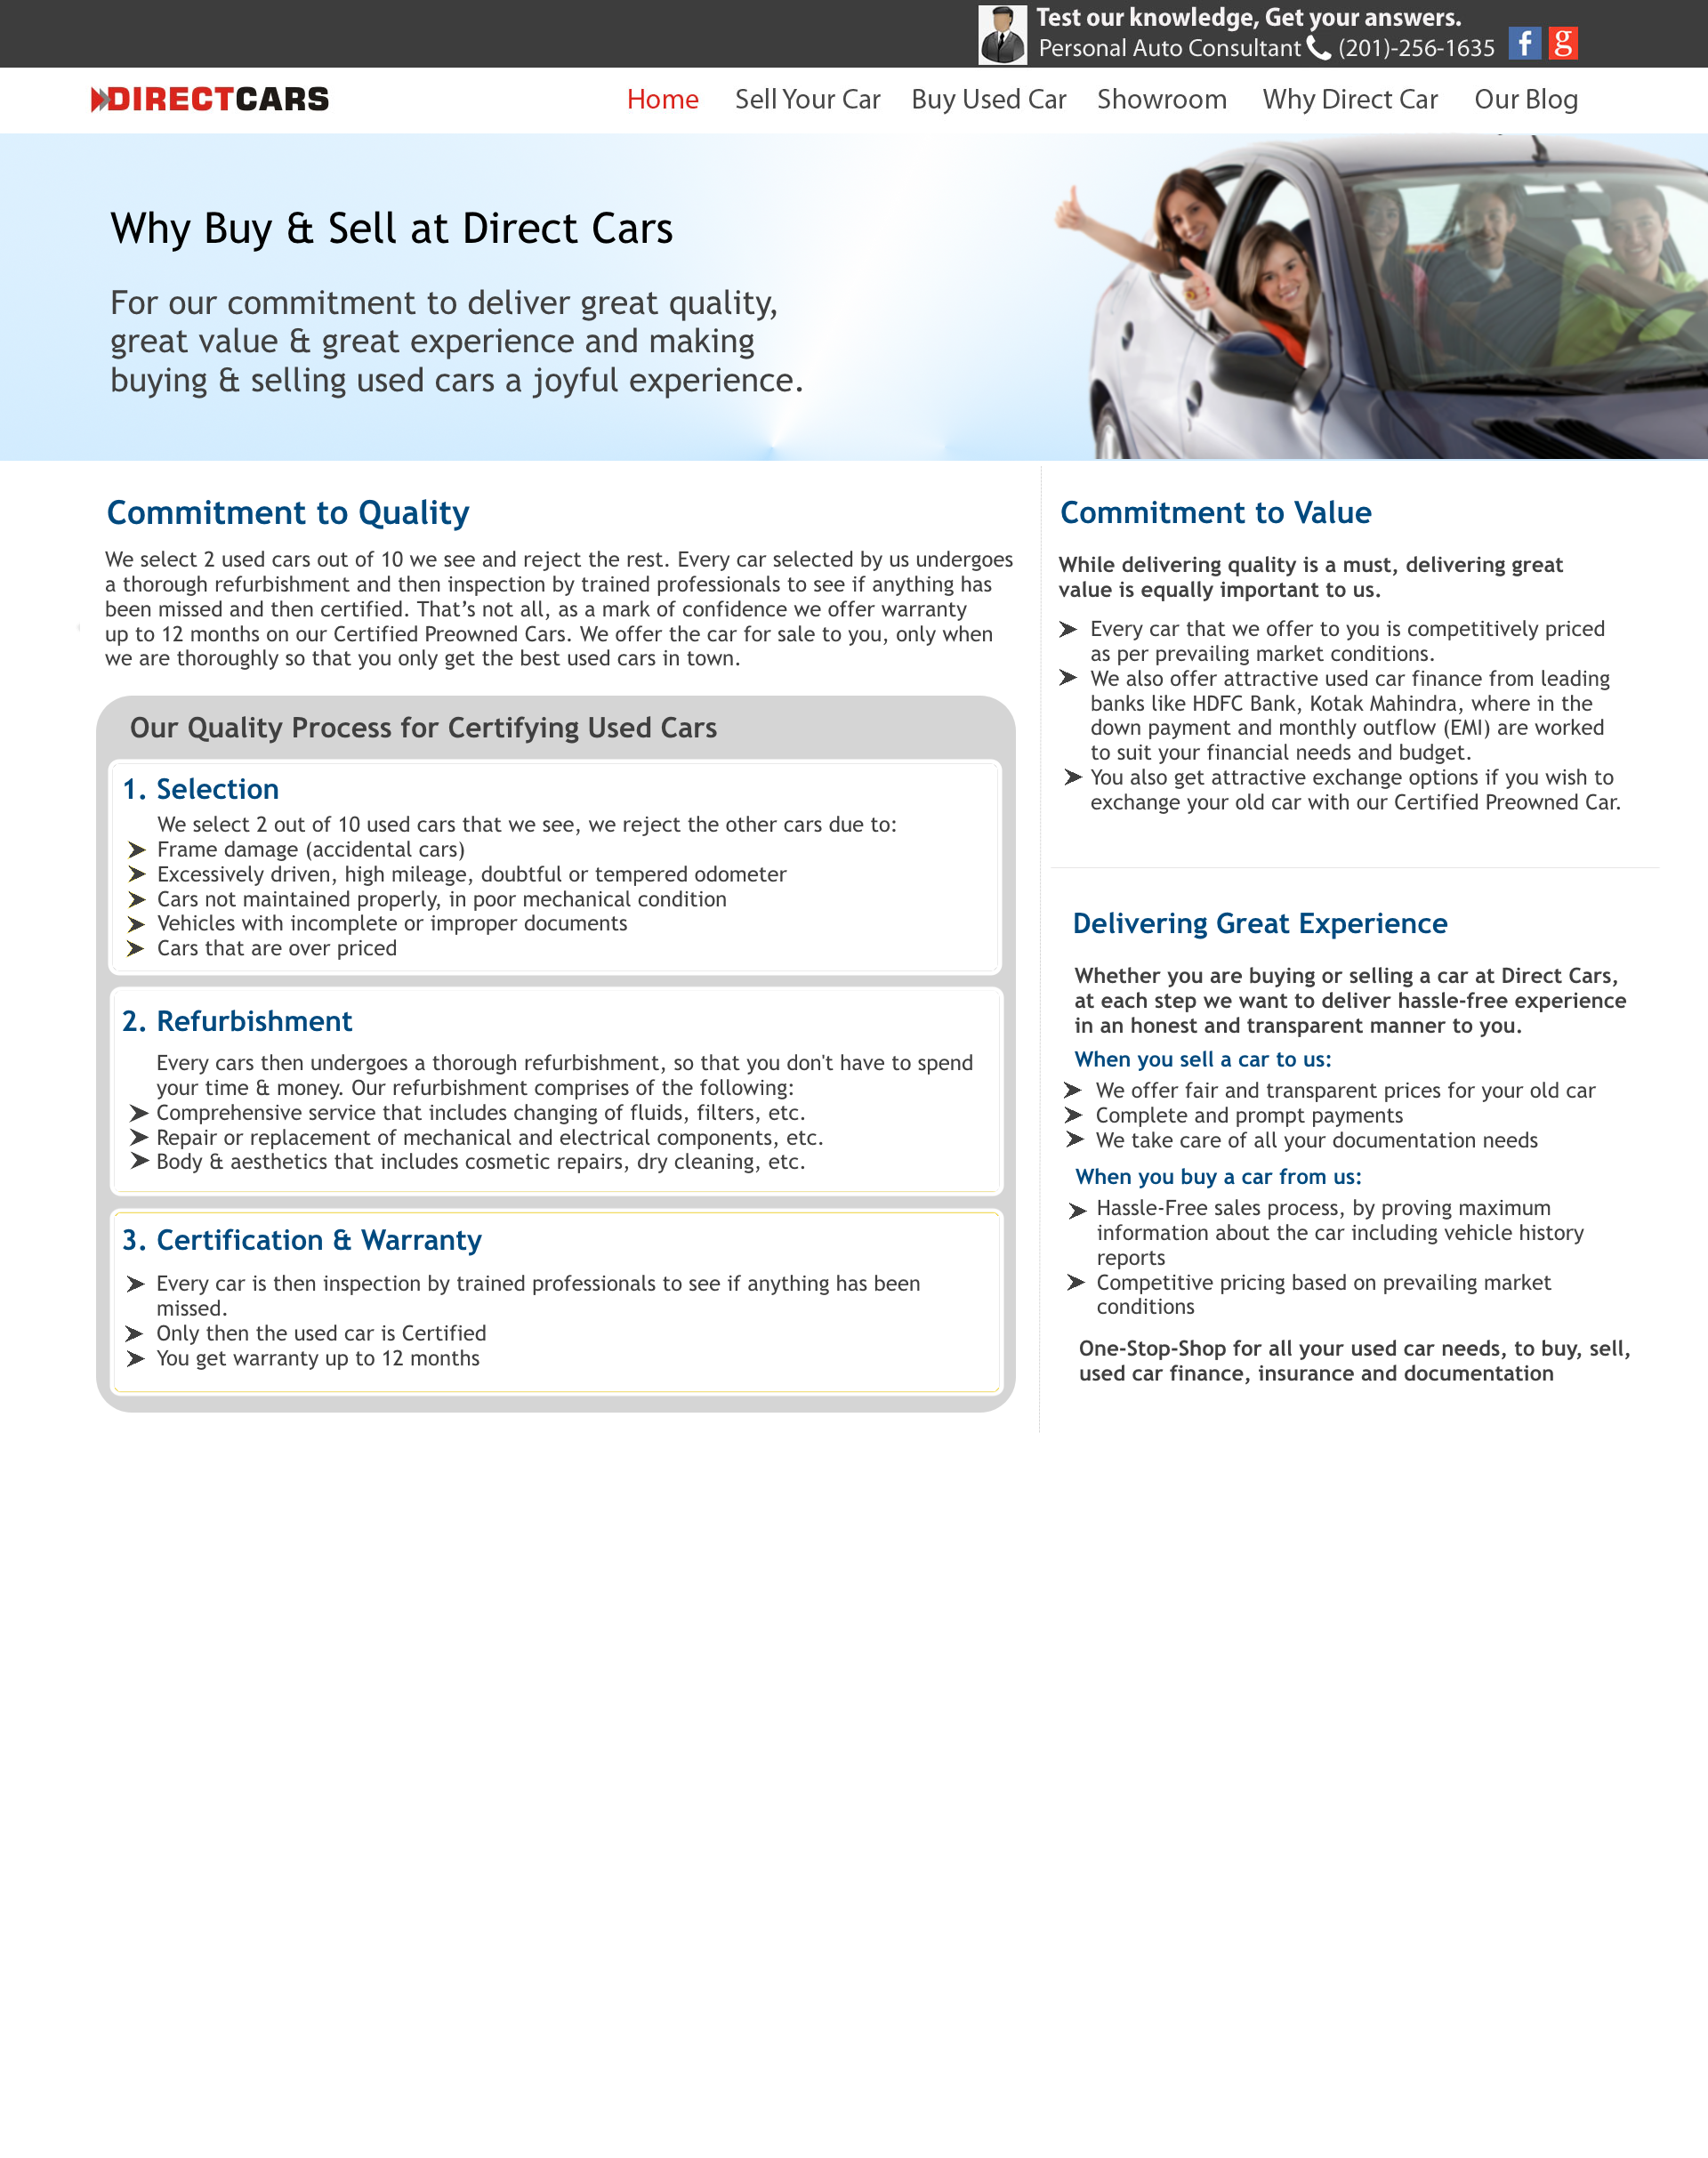 Test our knowledge, Get your answers.
Personal Auto Consultant (201)-256-1635
f g
DIRECTCARS
Home Sell Your Car Buy Used Car Showroom Why Direct Car Our Blog
Why Buy & Sell at Direct Cars
For our commitment to deliver great quality,
great value & great experience and making
buying & selling used cars a joyful experience.
Commitment to Quality
We select 2 used cars out of 10 we see and reject the rest. Every car selected by us undergoes
a thorough refurbishment and then inspection by trained professionals to see if anything has
been missed and then certified. That’s not all, as a mark of confidence we offer warranty
up to 12 months on our Certified Preowned Cars. We offer the car for sale to you, only when
we are thoroughly so that you only get the best used cars in town.
Our Quality Process for Certifying Used Cars
1. Selection
We select 2 out of 10 used cars that we see, we reject the other cars due to:
Frame damage (accidental cars)
Excessively driven, high mileage, doubtful or tempered odometer
Cars not maintained properly, in poor mechanical condition
Vehicles with incomplete or improper documents
Cars that are over priced
2. Refurbishment
Every cars then undergoes a thorough refurbishment, so that you don't have to spend
your time & money. Our refurbishment comprises of the following:
Comprehensive service that includes changing of fluids, filters, etc.
Repair or replacement of mechanical and electrical components, etc.
Body & aesthetics that includes cosmetic repairs, dry cleaning, etc.
3. Certification & Warranty
Every car is then inspection by trained professionals to see if anything has been
missed.
Only then the used car is Certified
You get warranty up to 12 months
Commitment to Value
While delivering quality is a must, delivering great
value is equally important to us.
Every car that we offer to you is competitively priced
as per prevailing market conditions.
We also offer attractive used car finance from leading
banks like HDFC Bank, Kotak Mahindra, where in the
down payment and monthly outflow (EMI) are worked
to suit your financial needs and budget.
You also get attractive exchange options if you wish to
exchange your old car with our Certified Preowned Car.
Delivering Great Experience
Whether you are buying or selling a car at Direct Cars,
at each step we want to deliver hassle-free experience
in an honest and transparent manner to you.
When you sell a car to us:
We offer fair and transparent prices for your old car
Complete and prompt payments
We take care of all your documentation needs
When you buy a car from us:
Hassle-Free sales process, by proving maximum
information about the car including vehicle history
reports
Competitive pricing based on prevailing market
conditions
One-Stop-Shop for all your used car needs, to buy, sell,
used car finance, insurance and documentation